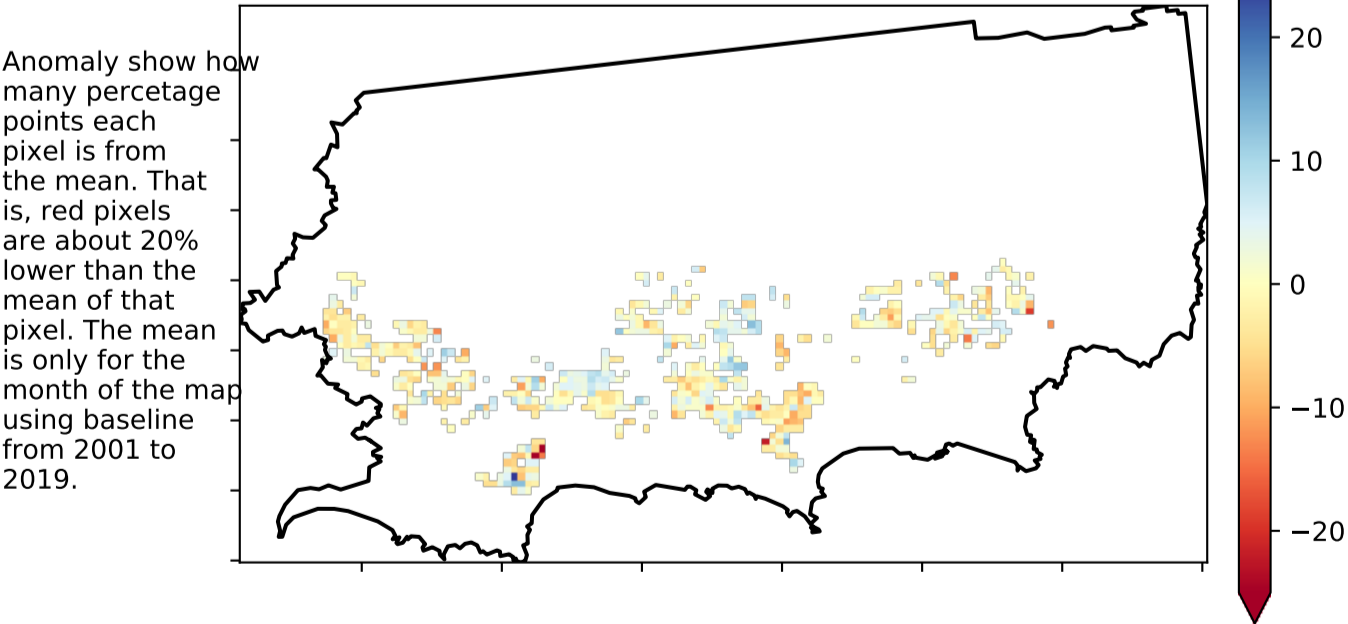 Anomaly show how
many percetage
points each
pixel is from
the mean. That
is, red pixels
are about 20%
lower than the
mean of that
pixel. The mean
is only for the
month of the map
using baseline
from 2001 to
2019.
20
10
0
−10
−20